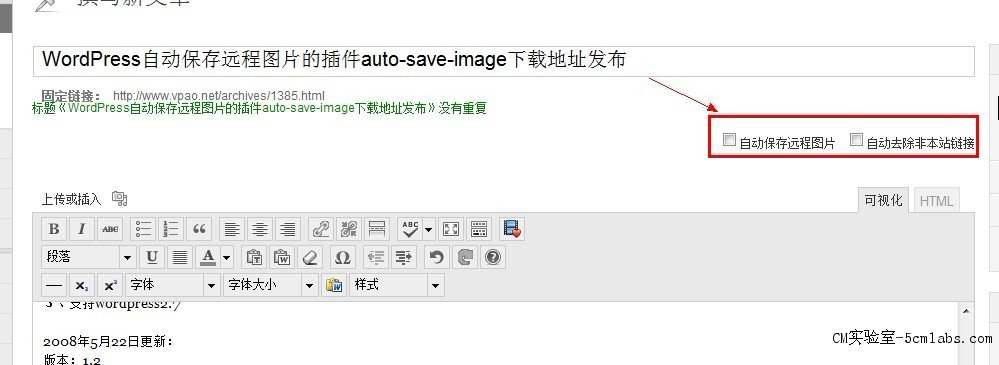 撰写新文章
WordPress自动保存远程图片的插件auto-save-image下载地址发布
固定链接： http://www.vpao.net/archives/1385.html
标题《WordPress自动保存远程图片的插件auto-save-image下载地址发布》没有重复
自动保存远程图片 自动去除非本站链接
上传或插入 可视化 HTML
B I ABC ABC
段落 U A T W Ω ?
— x₂ x² 字体 字体大小 样式
3、支持wordpress2.7
2008年5月22日更新：
版本：1.2
CM实验室-5cmlabs.com